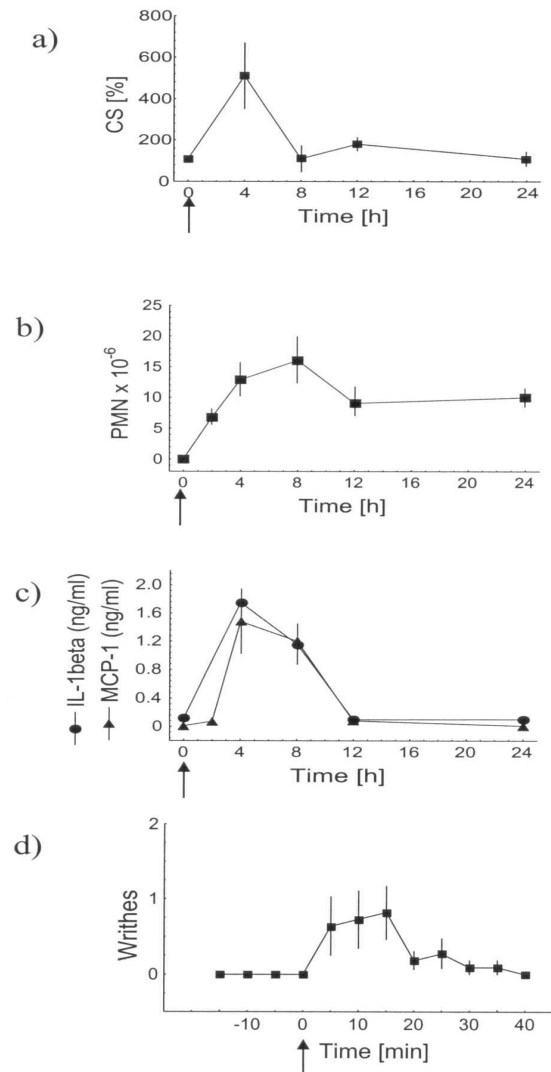 a)
CS [%]
800
600
400
200
0
0 4 8 12 16 20 24
Time [h]
b)
PMN x 10-6
25
20
15
10
5
0
0 4 8 12 16 20 24
Time [h]
c)
IL-1beta (ng/ml)
MCP-1 (ng/ml)
2.0
1.6
1.2
0.4
0
0 4 8 12 16 20 24
Time [h]
d)
Writhes
2
1
0
-10 0 10 20 30 40
Time [min]